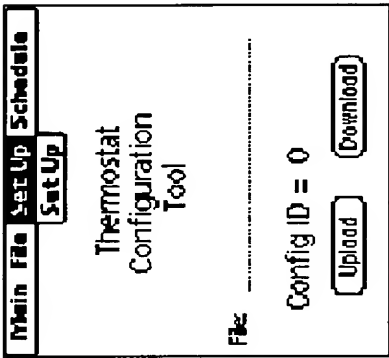 Main File Set Up Schedule
Set Up
Thermostat
Configuration
Tool
File:
Config ID = 0
Upload Download